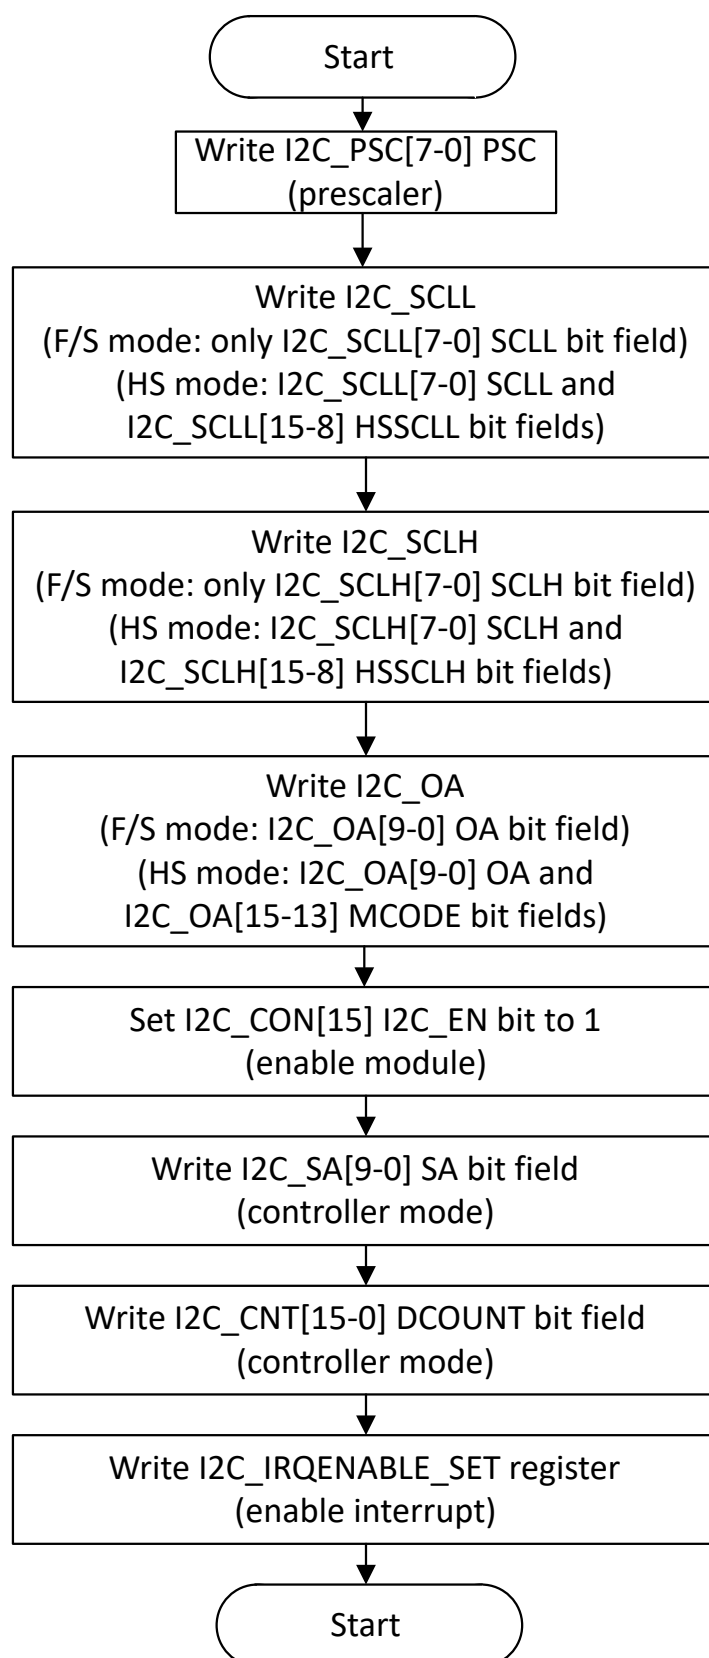 Start
Write I2C_PSC[7-0] PSC
(prescaler)
Write I2C_SCLL
(F/S mode: only I2C_SCLL[7-0] SCLL bit field)
(HS mode: I2C_SCLL[7-0] SCLL and
I2C_SCLL[15-8] HSSCLL bit fields)
Write I2C_SCLH
(F/S mode: only I2C_SCLH[7-0] SCLH bit field)
(HS mode: I2C_SCLH[7-0] SCLH and
I2C_SCLH[15-8] HSSCLH bit fields)
Write I2C_OA
(F/S mode: I2C_OA[9-0] OA bit field)
(HS mode: I2C_OA[9-0] OA and
I2C_OA[15-13] MCODE bit fields)
Set I2C_CON[15] I2C_EN bit to 1
(enable module)
Write I2C_SA[9-0] SA bit field
(controller mode)
Write I2C_CNT[15-0] DCOUNT bit field
(controller mode)
Write I2C_IRQENABLE_SET register
(enable interrupt)
Start